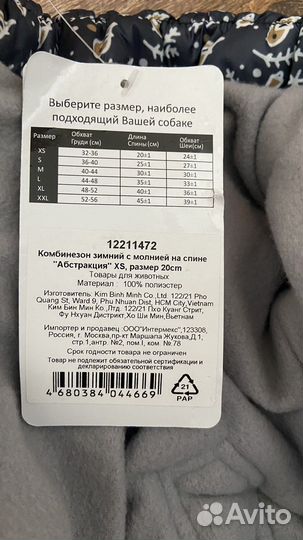 Выберите размер, наиболее
подходящий Вашей собаке
Размер Обхват Груди (см) Длина Спины (см) Обхват Шеи(см)
XS 32-36 20±1 24±1
S 36-40 25±1 27±1
M 40-44 30±1 30±1
L 44-48 35±1 33±1
XL 48-52 40±1 36±1
XXL 52-56 45±1 39±1
12211472
Комбинезон зимний с молнией на спине
"Абстракция" XS, размер 20cm
Товары для животных
Материал : 100% полиэстер
Изготовитель: Kim Binh Minh Co.,Ltd. 122/21 Pho
Quang St, Ward 9, Phu Nhuan Dist, HCM City,Vietnam
Ким Бин Мин Ко.,Лтд. 122/21 Пхо Куанг Стрит,
Фу Нхуан Дистрикт,Хо Ши Мин,Вьетнам
Импортер и продавец: ООО"Интермекс",123308,
Россия, г. Москва,пр-кт Маршала Жукова,Д.1,
стр.1,антр. №2, пом.I, ком. №78
Срок годности товара не ограничен
Товар не подлежит обязательной сертификации и
декларированию соответствия.
4 680384 044669
21
PAP
Avito